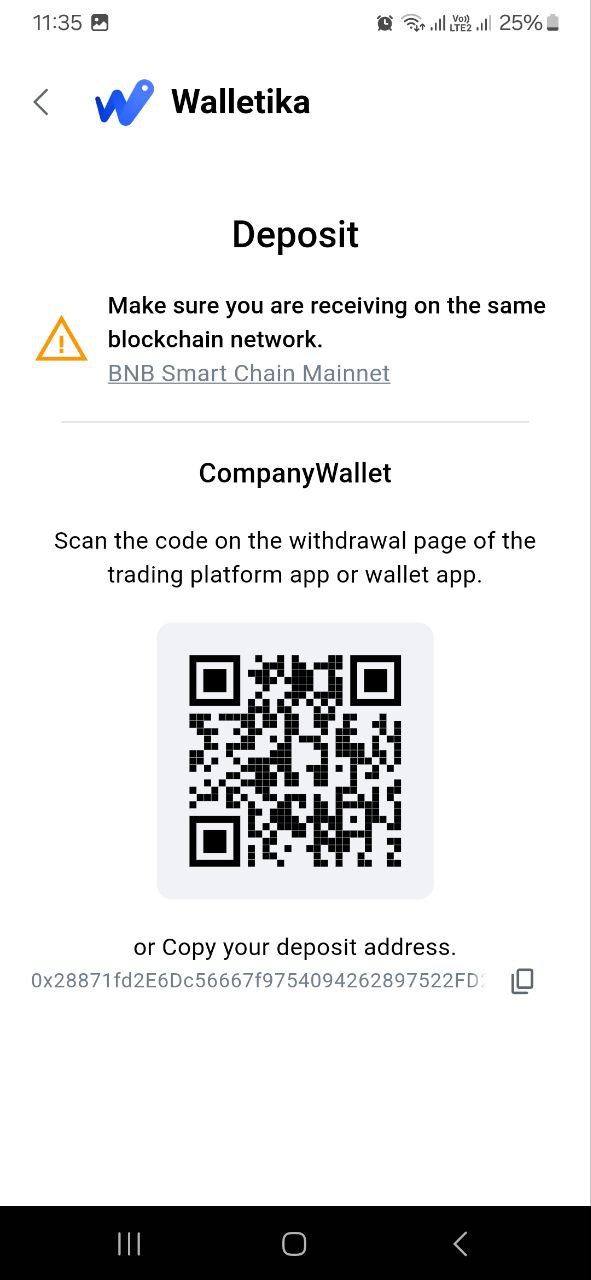 11:35
Vo))
LTE2
25%
Walletika
Deposit
Make sure you are receiving on the same
blockchain network.
BNB Smart Chain Mainnet
CompanyWallet
Scan the code on the withdrawal page of the
trading platform app or wallet app.
or Copy your deposit address.
0x28871fd2E6Dc56667f9754094262897522FD